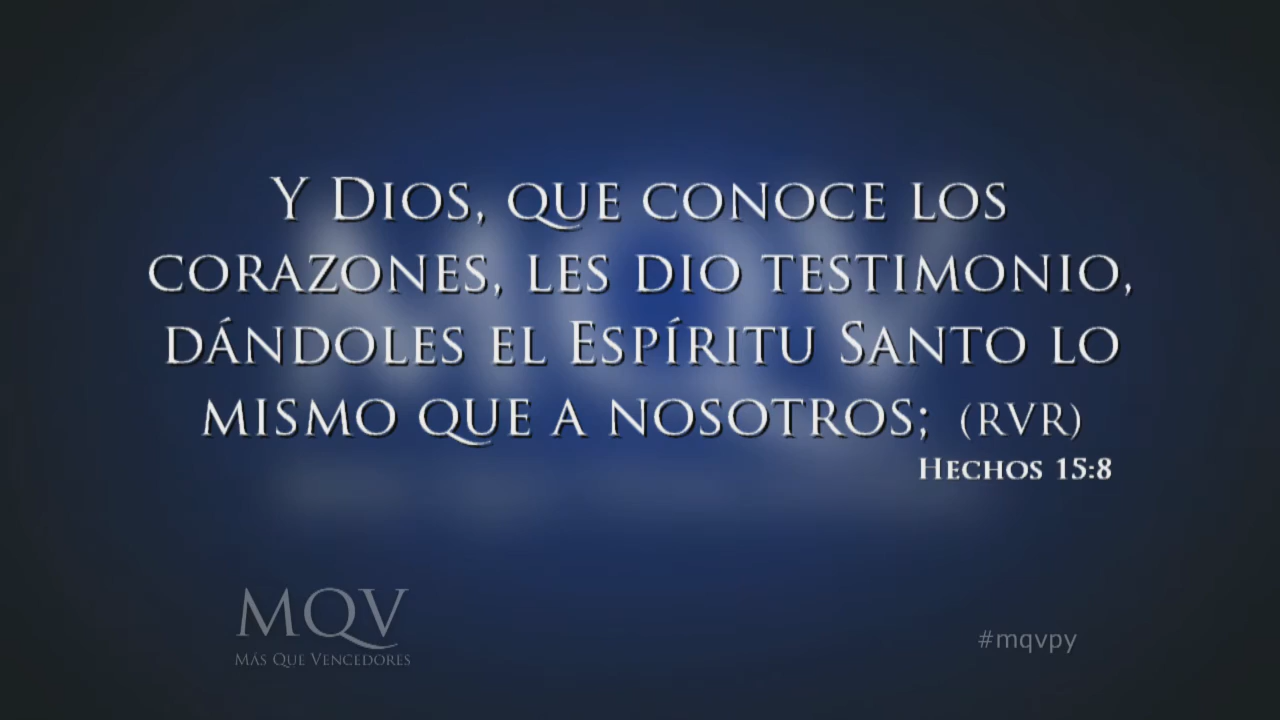 Y Dios, que conoce los
corazones, les dio testimonio,
dándoles el Espíritu Santo lo
mismo que a nosotros; (RVR)
Hechos 15:8
MQV
Más Que Vencedores
#mqvpy